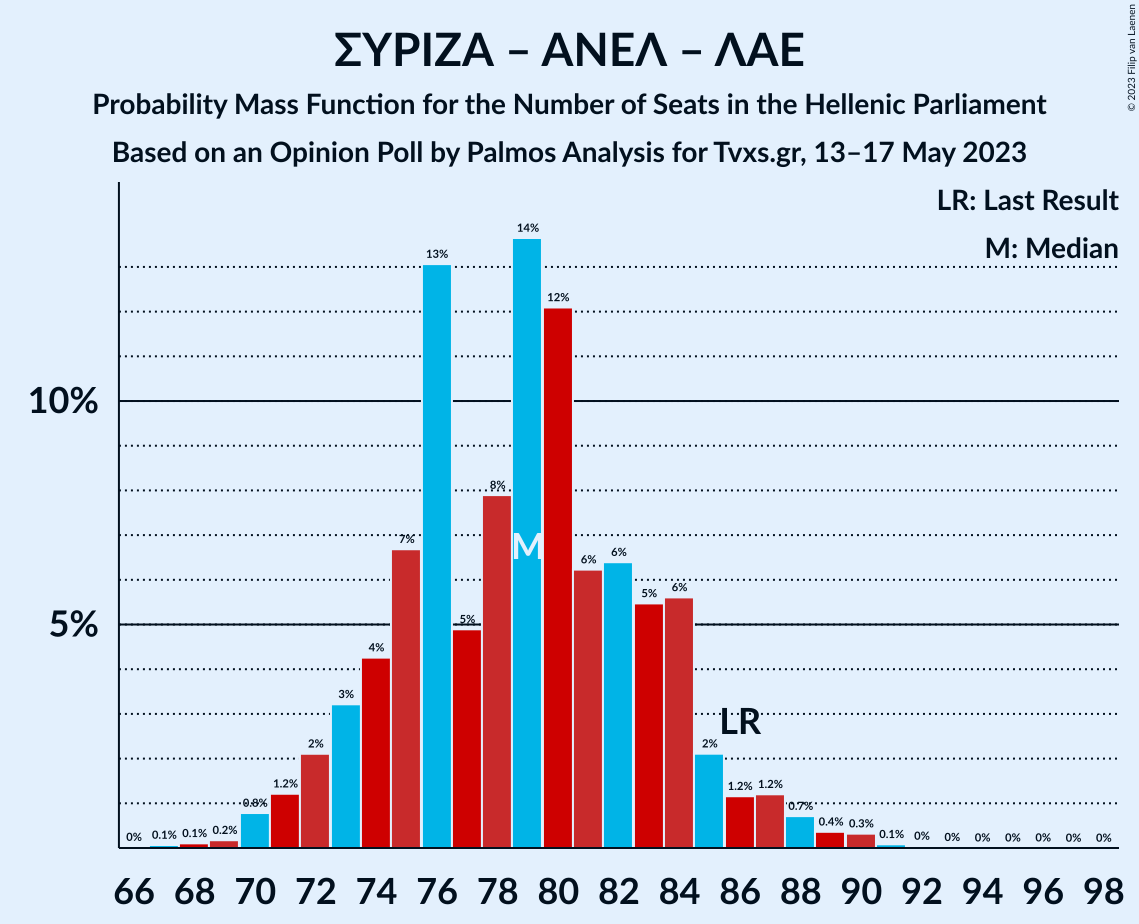 ΣΥΡΙΖΑ – ΑΝΕΛ – ΛΑΕ
Probability Mass Function for the Number of Seats in the Hellenic Parliament
Based on an Opinion Poll by Palmos Analysis for Tvxs.gr, 13–17 May 2023
© 2023 Filip van Laenen
LR: Last Result
M: Median
10%
5%
0% 0.1% 0.1% 0.2% 0.8% 1.2% 2% 3% 4% 7% 13% 5% 8% 14% 12% 6% 6% 5% 6% 2% 1.2% 1.2% 0.7% 0.4% 0.3% 0.1% 0% 0% 0% 0% 0% 0% 0%
M
LR
66 68 70 72 74 76 78 80 82 84 86 88 90 92 94 96 98